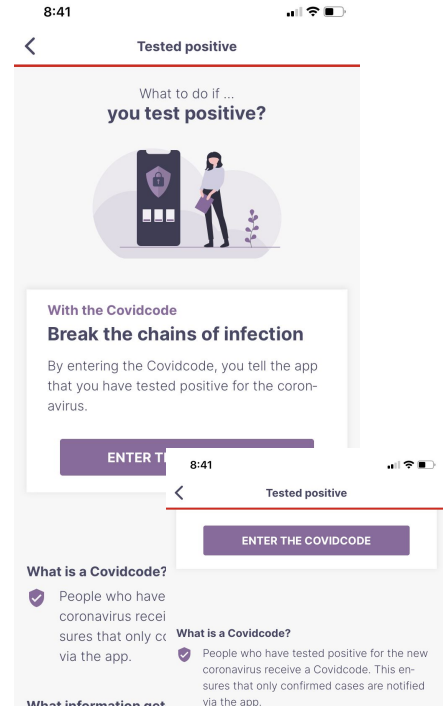 8:41
Tested positive
What to do if ...
you test positive?
With the Covidcode
Break the chains of infection
By entering the Covidcode, you tell the app
that you have tested positive for the coron-
avirus.
ENTER
What is a Covidcode?
People who have
coronavirus recei
sures that only co
via the app.
What information get
8:41
Tested positive
ENTER THE COVIDCODE
What is a Covidcode?
People who have tested positive for the new
coronavirus receive a Covidcode. This en-
sures that only confirmed cases are notified
via the app.